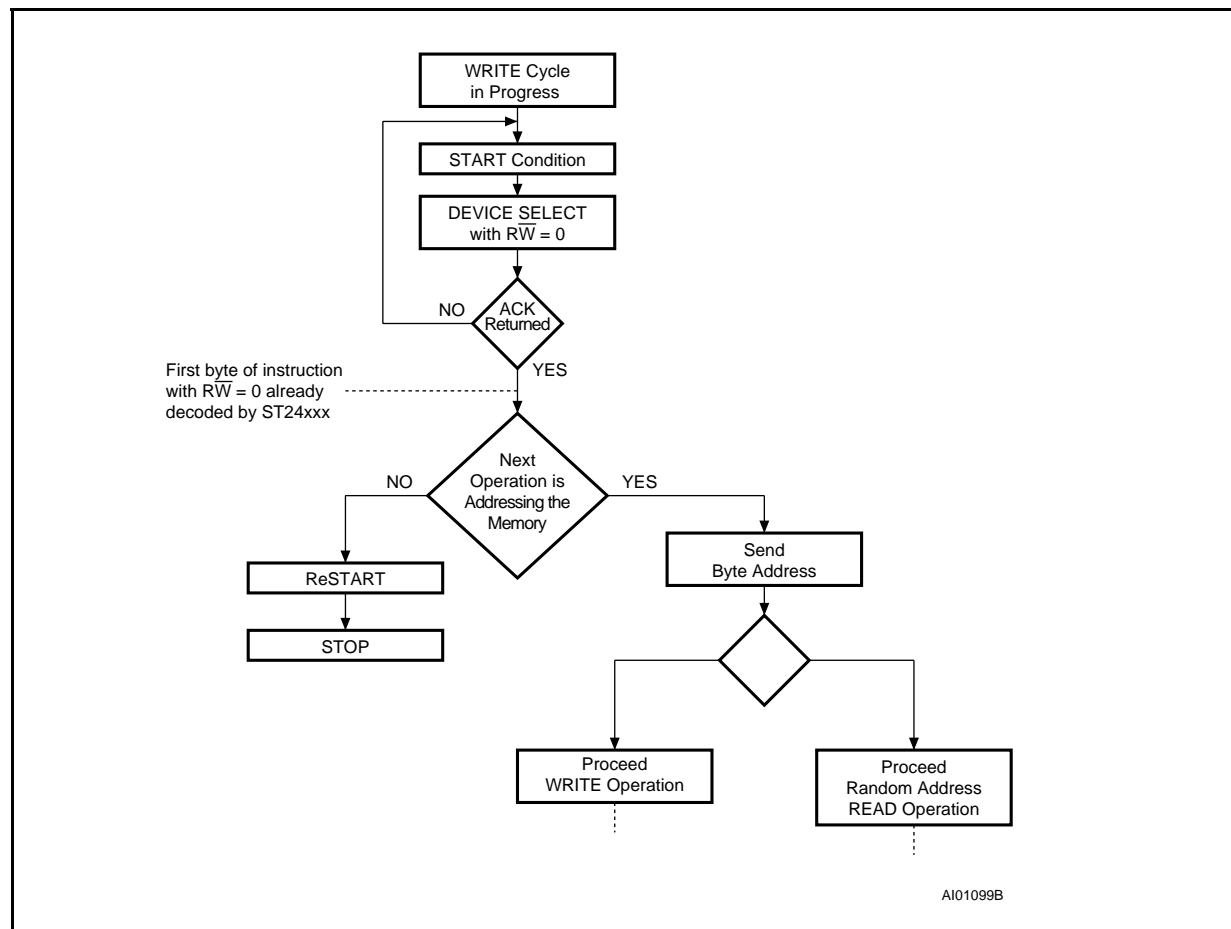 WRITE Cycle
in Progress
START Condition
DEVICE SELECT
with RW̅ = 0
ACK
Returned
NO
YES
First byte of instruction
with RW̅ = 0 already
decoded by ST24xxx
Next
Operation is
Addressing the
Memory
NO
YES
Send
Byte Address
ReSTART
STOP
Proceed
WRITE Operation
Proceed
Random Address
READ Operation
AI01099B